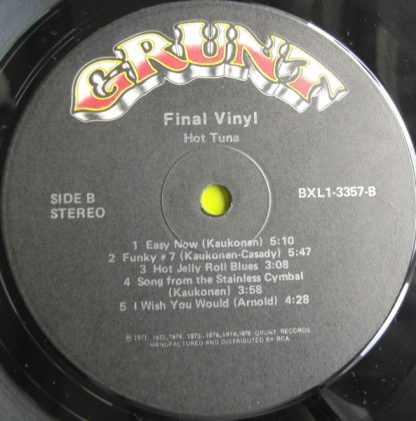 GRUNT
Final Vinyl
Hot Tuna
SIDE B
STEREO
BXL1-3357-B
1 Easy Now (Kaukonen) 5:10
2 Funky #7 (Kaukonen-Casady) 5:47
3 Hot Jelly Roll Blues 3:08
4 Song from the Stainless Cymbal
(Kaukonen) 3:58
5 I Wish You Would (Arnold) 4:28
℗ 1971, 1972, 1974, 1975, 1976, 1978, 1979 GRUNT RECORDS
MANUFACTURED AND DISTRIBUTED BY RCA